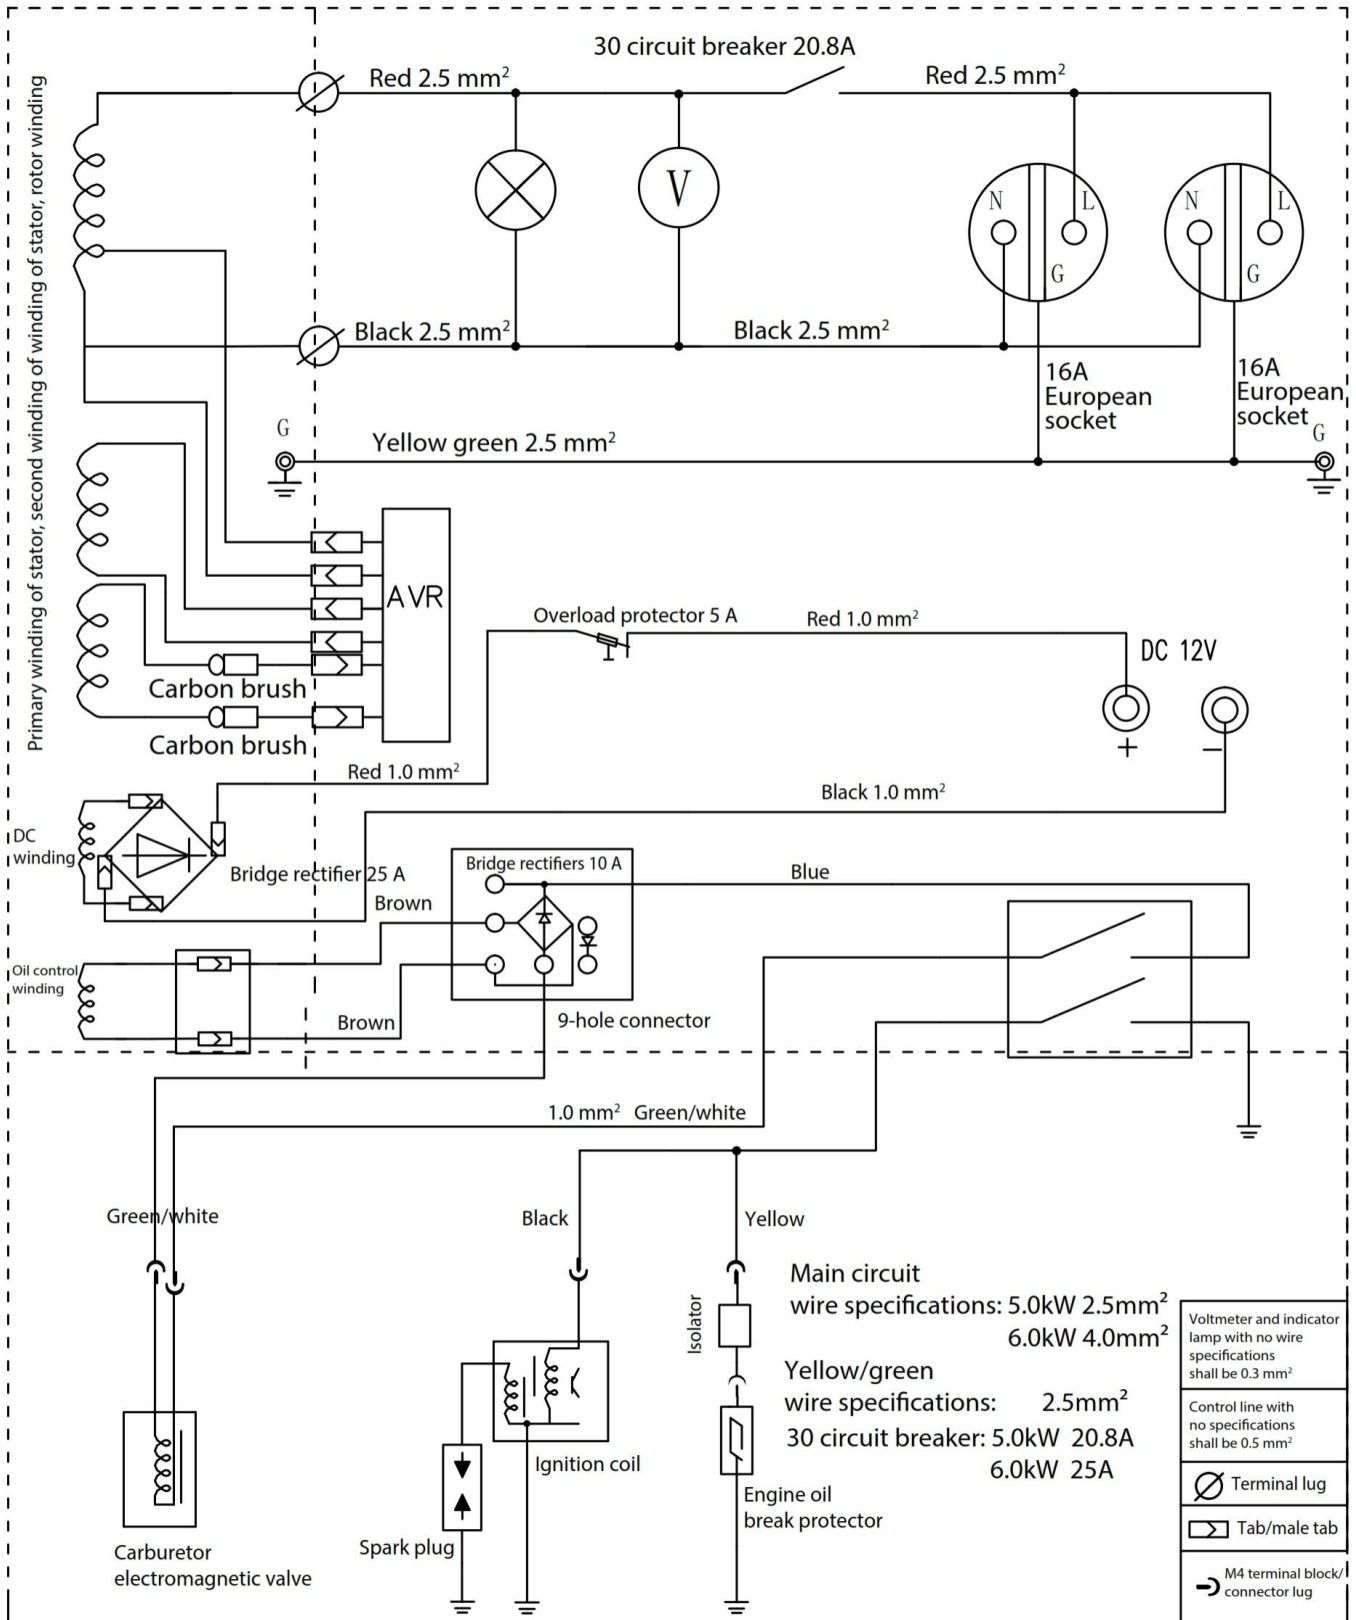 30 circuit breaker 20.8A
Red 2.5 mm²
Red 2.5 mm²
Primary winding of stator, second winding of winding of stator, rotor winding
V
N
L
G
N
L
G
Black 2.5 mm²
Black 2.5 mm²
16A
European
socket
16A
European
socket
G
G
Yellow green 2.5 mm²
AVR
Overload protector 5 A
Red 1.0 mm²
DC 12V
+
−
Carbon brush
Carbon brush
Red 1.0 mm²
Black 1.0 mm²
DC
winding
Bridge rectifier 25 A
Bridge rectifiers 10 A
Blue
Brown
Oil control
winding
Brown
9-hole connector
1.0 mm² Green/white
Green/white
Black
Yellow
Isolator
Main circuit
wire specifications: 5.0kW 2.5mm²
6.0kW 4.0mm²
Yellow/green
wire specifications: 2.5mm²
30 circuit breaker: 5.0kW 20.8A
6.0kW 25A
Ignition coil
Engine oil
break protector
Spark plug
Carburetor
electromagnetic valve
Voltmeter and indicator
lamp with no wire
specifications
shall be 0.3 mm²
Control line with
no specifications
shall be 0.5 mm²
Terminal lug
Tab/male tab
M4 terminal block/
connector lug